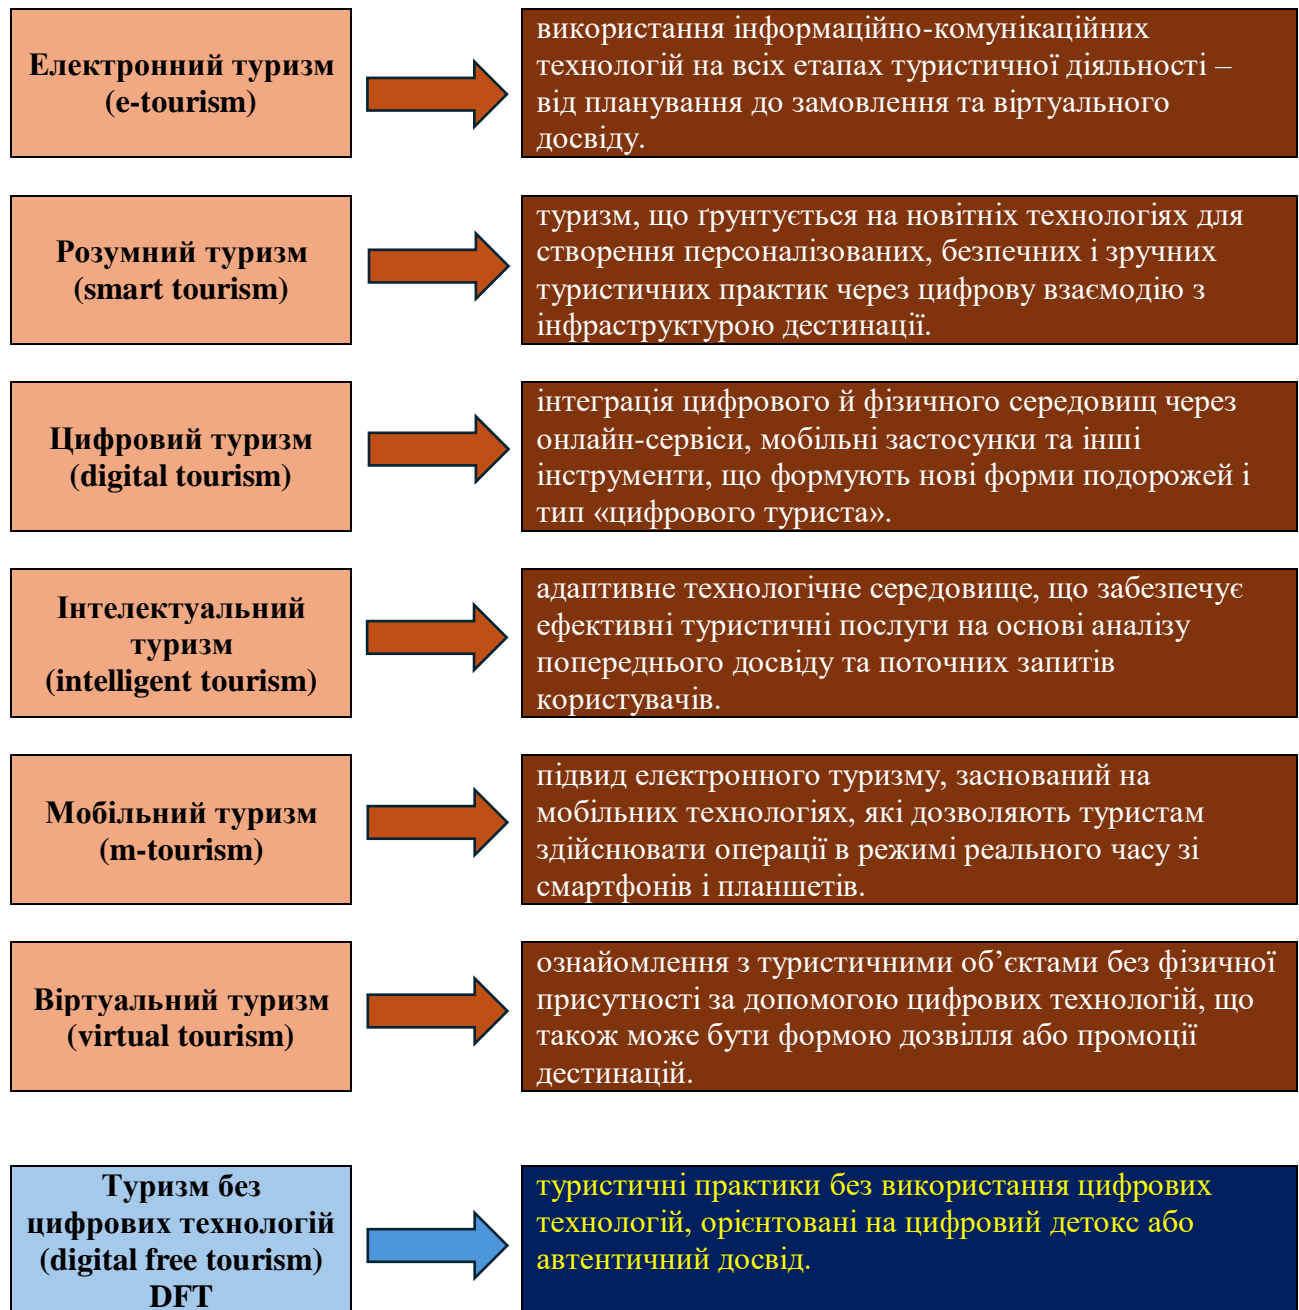 Електронний туризм
(e-tourism)
використання інформаційно-комунікаційних
технологій на всіх етапах туристичної діяльності –
від планування до замовлення та віртуального
досвіду.
Розумний туризм
(smart tourism)
туризм, що ґрунтується на новітніх технологіях для
створення персоналізованих, безпечних і зручних
туристичних практик через цифрову взаємодію з
інфраструктурою дестинації.
Цифровий туризм
(digital tourism)
інтеграція цифрового й фізичного середовищ через
онлайн-сервіси, мобільні застосунки та інші
інструменти, що формують нові форми подорожей і
тип «цифрового туриста».
Інтелектуальний
туризм
(intelligent tourism)
адаптивне технологічне середовище, що забезпечує
ефективні туристичні послуги на основі аналізу
попереднього досвіду та поточних запитів
користувачів.
Мобільний туризм
(m-tourism)
підвид електронного туризму, заснований на
мобільних технологіях, які дозволяють туристам
здійснювати операції в режимі реального часу зі
смартфонів і планшетів.
Віртуальний туризм
(virtual tourism)
ознайомлення з туристичними об’єктами без фізичної
присутності за допомогою цифрових технологій, що
також може бути формою дозвілля або промоції
дестинацій.
Туризм без
цифрових технологій
(digital free tourism)
DFT
туристичні практики без використання цифрових
технологій, орієнтовані на цифровий детокс або
автентичний досвід.